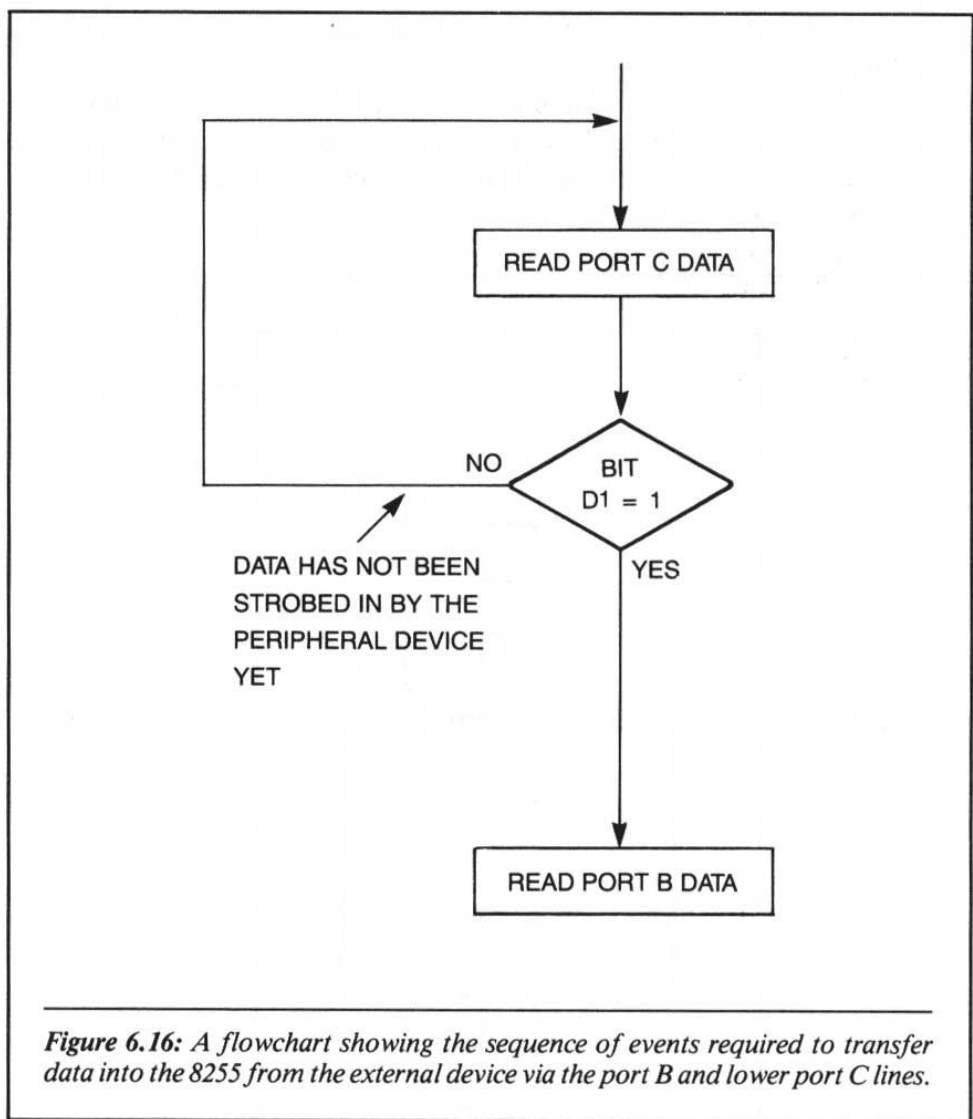 READ PORT C DATA
NO
BIT
D1 = 1
YES
DATA HAS NOT BEEN
STROBED IN BY THE
PERIPHERAL DEVICE
YET
READ PORT B DATA
Figure 6.16: A flowchart showing the sequence of events required to transfer
data into the 8255 from the external device via the port B and lower port C lines.